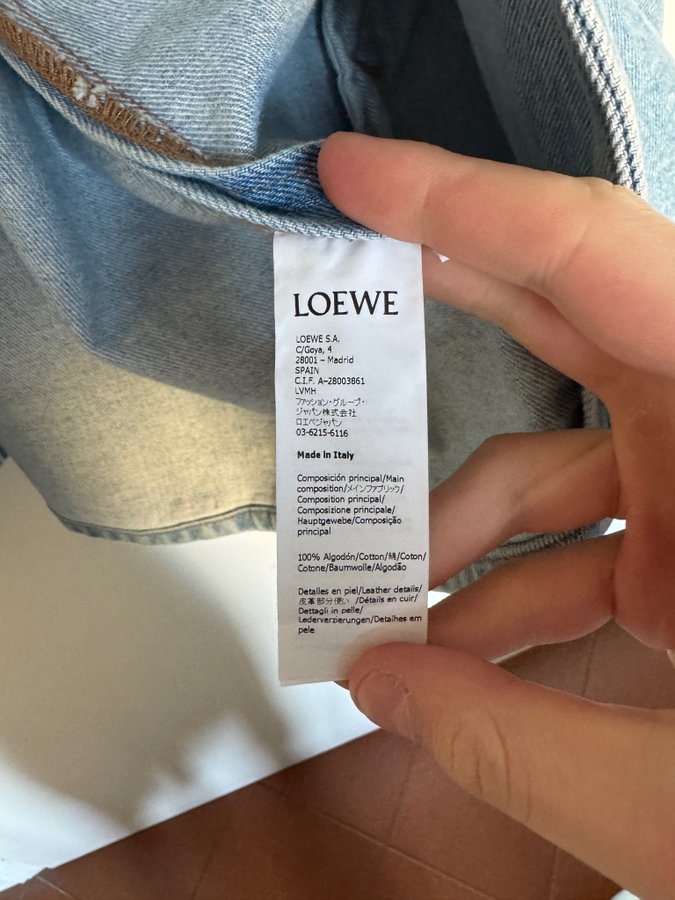 LOEWE
LOEWE S.A.
C/Goya, 4
28001 – Madrid
SPAIN
C.I.F. A-28003861
LVMH
ファッション・グループ・
ジャパン株式会社
ロエベジャパン
03-6215-6116
Made in Italy
Composición principal/Main
composition/メインファブリック/
Composition principal/
Composizione principale/
Hauptgewebe/Composição
principal
100% Algodón/Cotton/綿/Coton/
Cotone/Baumwolle/Algodão
Detalles en piel/Leather details/
皮革部分使い /Détails en cuir/
Dettagli in pelle/
Lederverzierungen/Detalhes em
pele